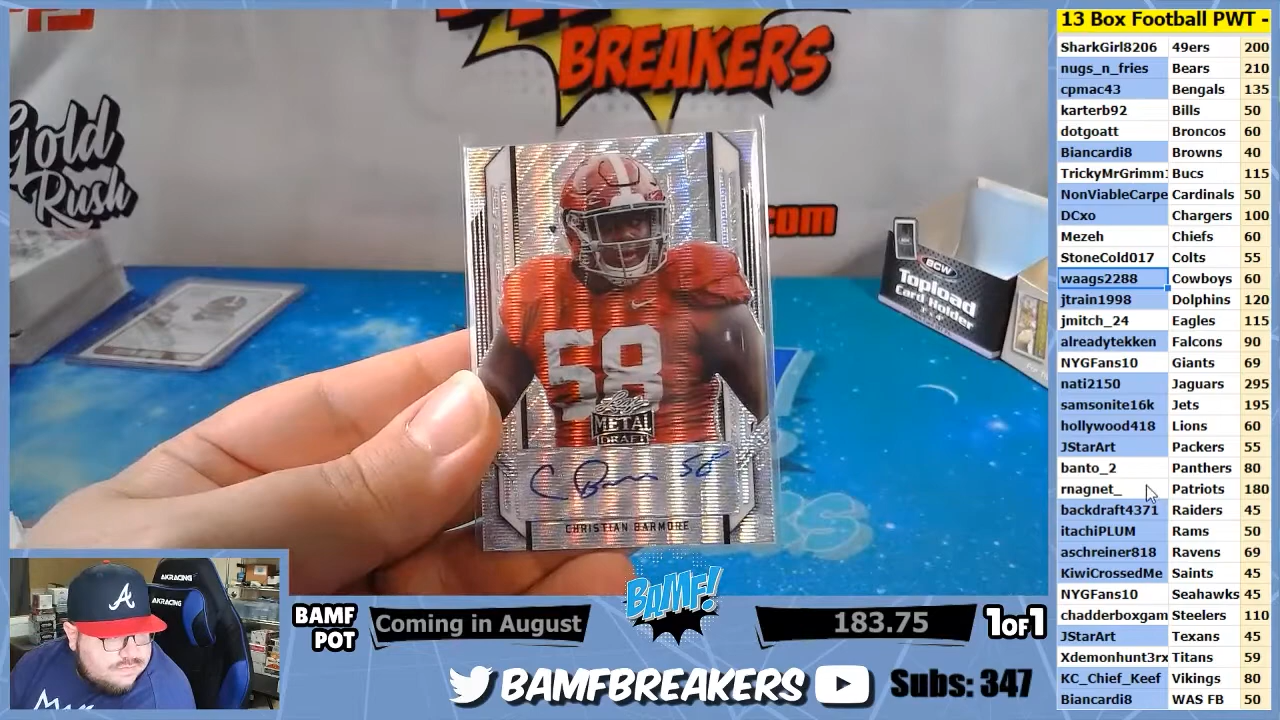 BREAKERS
Gold
Rush
.com
BCW
Topload
Card Holder
58
Leaf
METAL
DRAFT
C Bar 58
CHRISTIAN BARMORE
13 Box Football PWT -
SharkGirl8206 49ers 200
nugs_n_fries Bears 210
cpmac43 Bengals 135
karterb92 Bills 50
dotgoatt Broncos 60
Biancardi8 Browns 40
TrickyMrGrimm1 Bucs 115
NonViableCarpe Cardinals 50
DCxo Chargers 100
Mezeh Chiefs 60
StoneCold017 Colts 55
waags2288 Cowboys 60
jtrain1998 Dolphins 120
jmitch_24 Eagles 115
alreadytekken Falcons 90
NYGFans10 Giants 69
nati2150 Jaguars 295
samsonite16k Jets 195
hollywood418 Lions 60
JStarArt Packers 55
banto_2 Panthers 80
rnagnet_ Patriots 180
backdraft4371 Raiders 45
itachiPLUM Rams 50
aschreiner818 Ravens 69
KiwiCrossedMe Saints 45
NYGFans10 Seahawks 45
chadderboxgam Steelers 110
JStarArt Texans 45
Xdemonhunt3rx Titans 59
KC_Chief_Keef Vikings 80
Biancardi8 WAS FB 50
AKRACING
AKRACING
A
BAMF
POT
Coming in August
BAMF!
183.75
1OF1
BAMFBREAKERS
Subs: 347